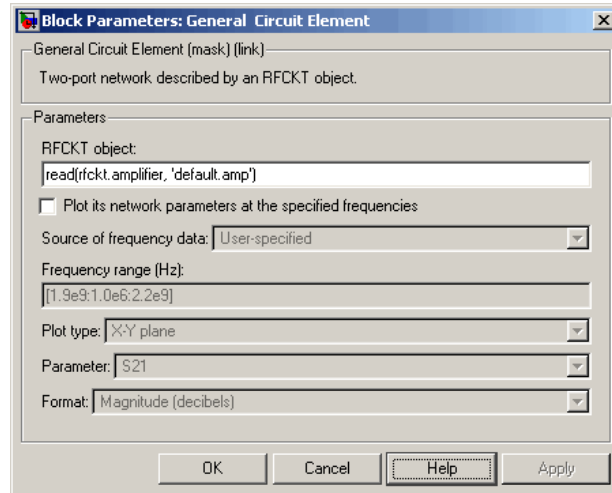 Block Parameters: General Circuit Element
General Circuit Element (mask) (link)
Two-port network described by an RFCKT object.
Parameters
RFCKT object:
read(rfckt.amplifier, 'default.amp')
Plot its network parameters at the specified frequencies
Source of frequency data: User-specified
Frequency range (Hz):
[1.9e9:1.0e6:2.2e9]
Plot type: X-Y plane
Parameter: S21
Format: Magnitude (decibels)
OK Cancel Help Apply